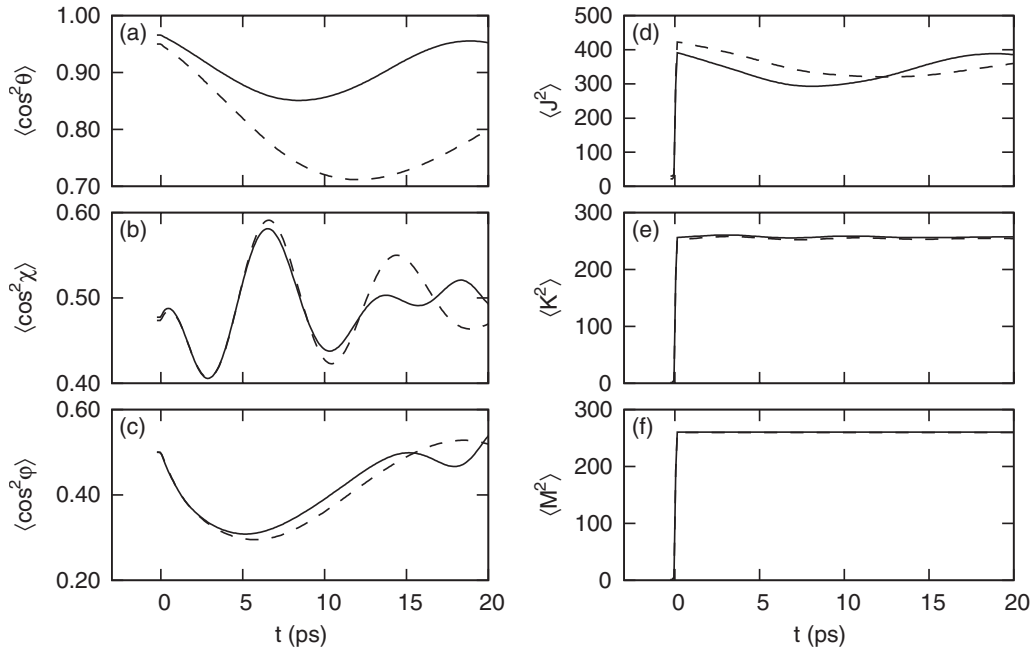 (a)
⟨cos²θ⟩
1.00
0.90
0.80
0.70
(b)
⟨cos²χ⟩
0.60
0.50
0.40
(c)
⟨cos²φ⟩
0.60
0.40
0.20
0 5 10 15 20
t (ps)
(d)
⟨J²⟩
500
400
300
200
100
0
(e)
⟨K²⟩
300
200
100
0
(f)
⟨M²⟩
300
200
100
0
0 5 10 15 20
t (ps)